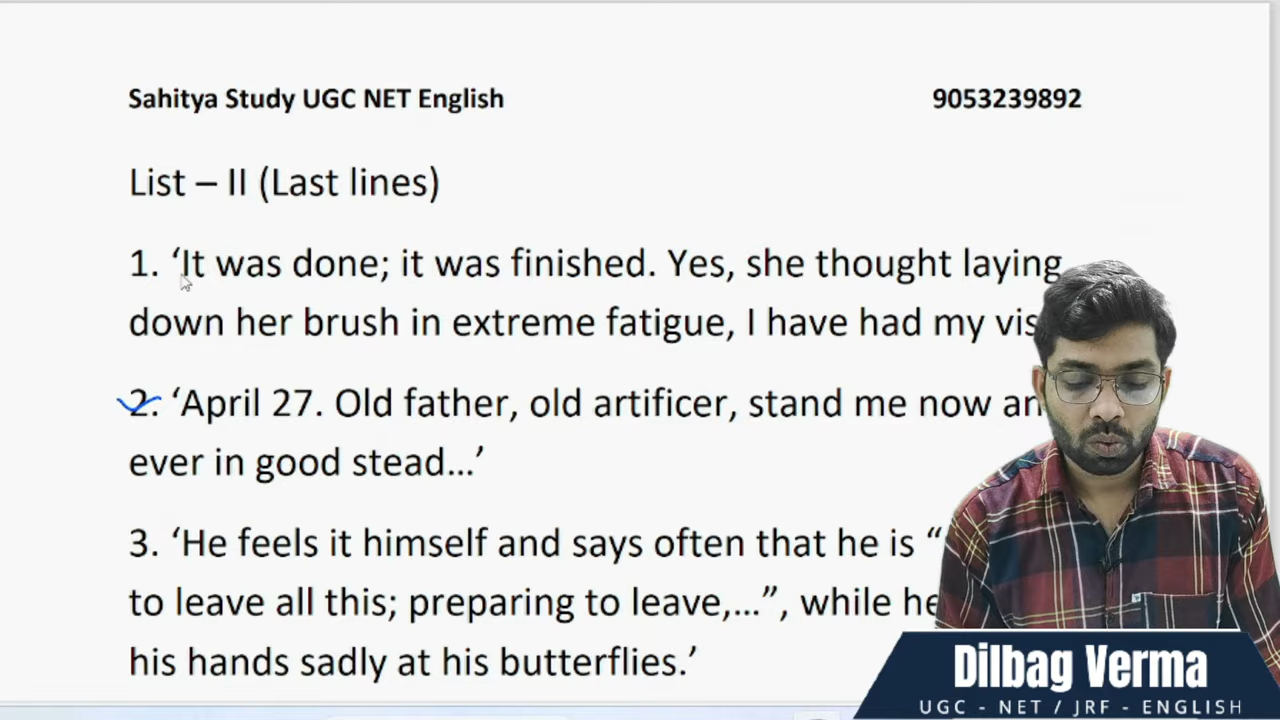 Sahitya Study UGC NET English 9053239892
List – II (Last lines)
1. ‘It was done; it was finished. Yes, she thought laying
down her brush in extreme fatigue, I have had my
2. ‘April 27. Old father, old artificer, stand me now
ever in good stead...’
3. ‘He feels it himself and says often that he is “
to leave all this; preparing to leave,...”, while he
his hands sadly at his butterflies.’
Dilbag Verma
UGC - NET / JRF - ENGLISH